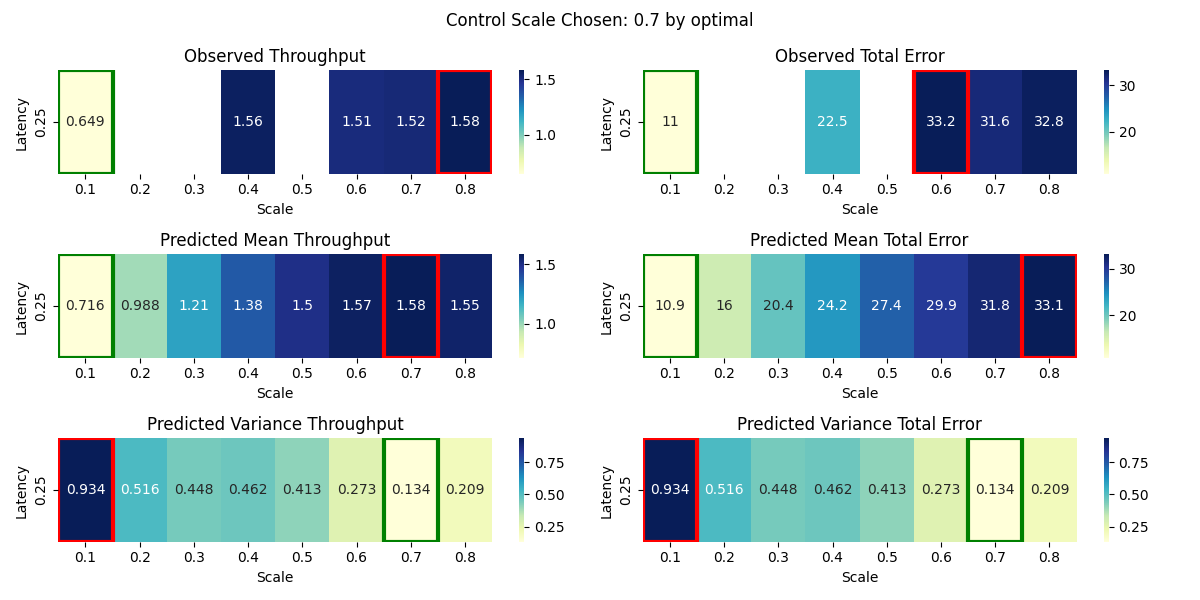 Control Scale Chosen: 0.7 by optimal
Observed Throughput
Latency
0.25
0.649 1.56 1.51 1.52 1.58
0.1 0.2 0.3 0.4 0.5 0.6 0.7 0.8
Scale
1.5
1.0
Observed Total Error
Latency
0.25
11 22.5 33.2 31.6 32.8
0.1 0.2 0.3 0.4 0.5 0.6 0.7 0.8
Scale
30
20
Predicted Mean Throughput
Latency
0.25
0.716 0.988 1.21 1.38 1.5 1.57 1.58 1.55
0.1 0.2 0.3 0.4 0.5 0.6 0.7 0.8
Scale
1.5
1.0
Predicted Mean Total Error
Latency
0.25
10.9 16 20.4 24.2 27.4 29.9 31.8 33.1
0.1 0.2 0.3 0.4 0.5 0.6 0.7 0.8
Scale
30
20
Predicted Variance Throughput
Latency
0.25
0.934 0.516 0.448 0.462 0.413 0.273 0.134 0.209
0.1 0.2 0.3 0.4 0.5 0.6 0.7 0.8
Scale
0.75
0.50
0.25
Predicted Variance Total Error
Latency
0.25
0.934 0.516 0.448 0.462 0.413 0.273 0.134 0.209
0.1 0.2 0.3 0.4 0.5 0.6 0.7 0.8
Scale
0.75
0.50
0.25